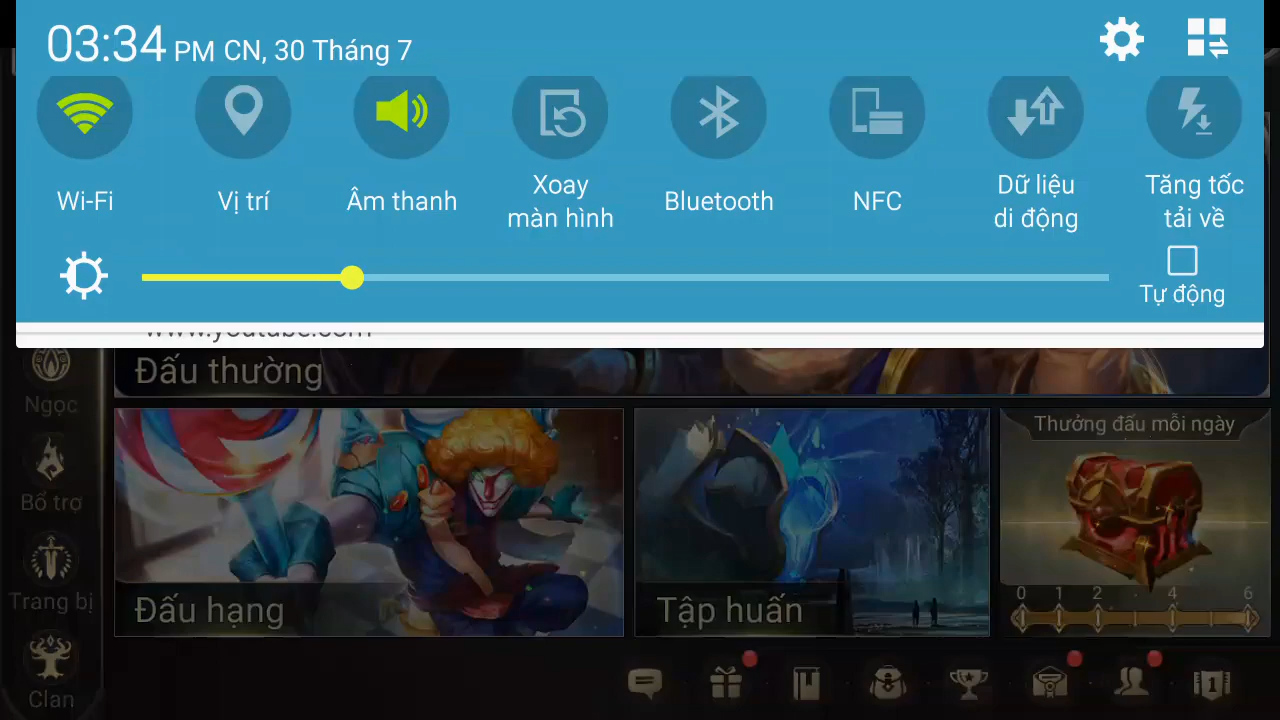 03:34 PM CN, 30 Tháng 7
Wi-Fi
Vị trí
Âm thanh
Xoay
màn hình
Bluetooth
NFC
Dữ liệu
di động
Tăng tốc
tải về
Tự động
www.youtube.com
Đấu thường
Ngọc
Bổ trợ
Trang bị
Clan
Đấu hạng
Tập huấn
Thưởng đấu mỗi ngày
0 1 2 4 6
1